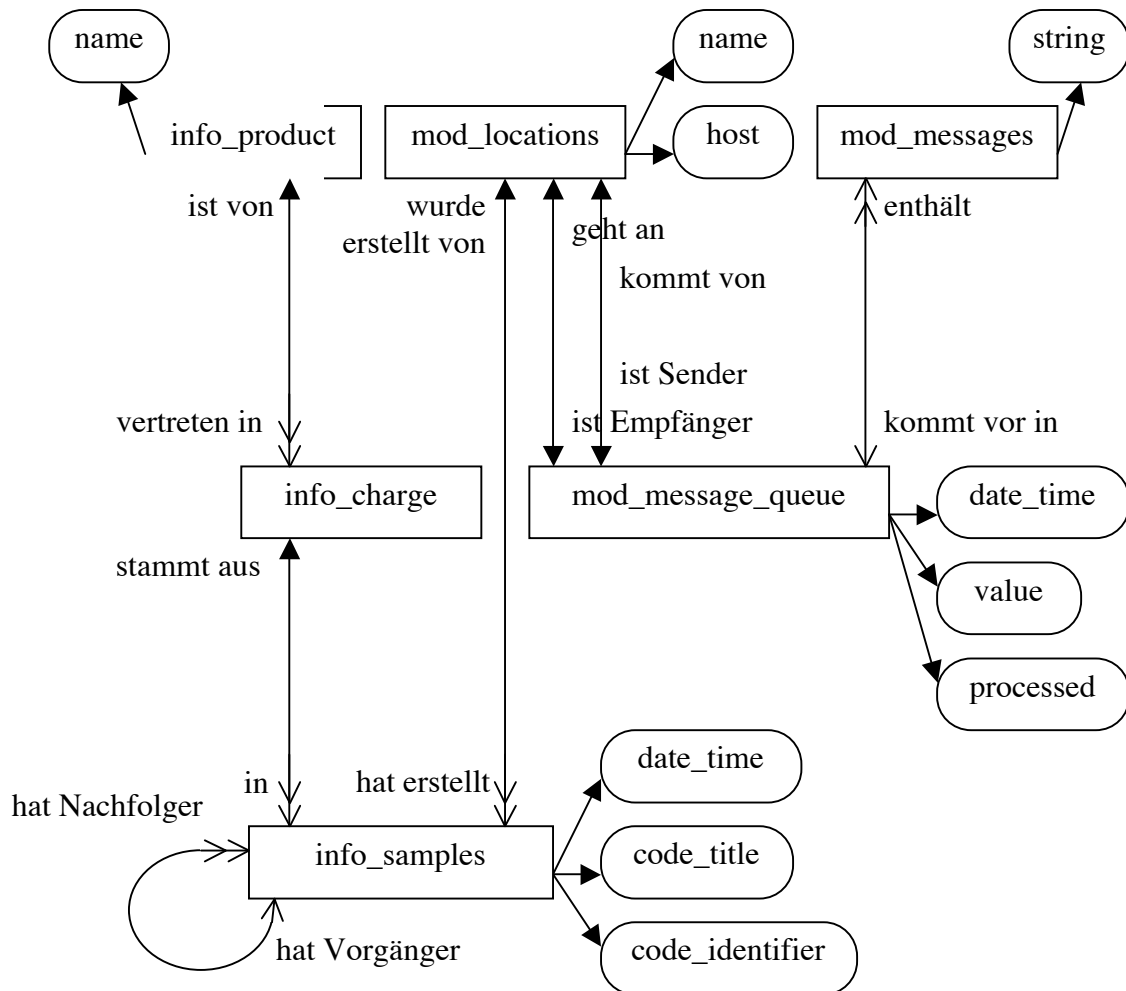 name
name
string
info_product
mod_locations
host
mod_messages
ist von
wurde
erstellt von
geht an
enthält
kommt von
ist Sender
vertreten in
ist Empfänger
kommt vor in
info_charge
mod_message_queue
date_time
stammt aus
value
processed
date_time
in
hat erstellt
hat Nachfolger
info_samples
code_title
hat Vorgänger
code_identifier